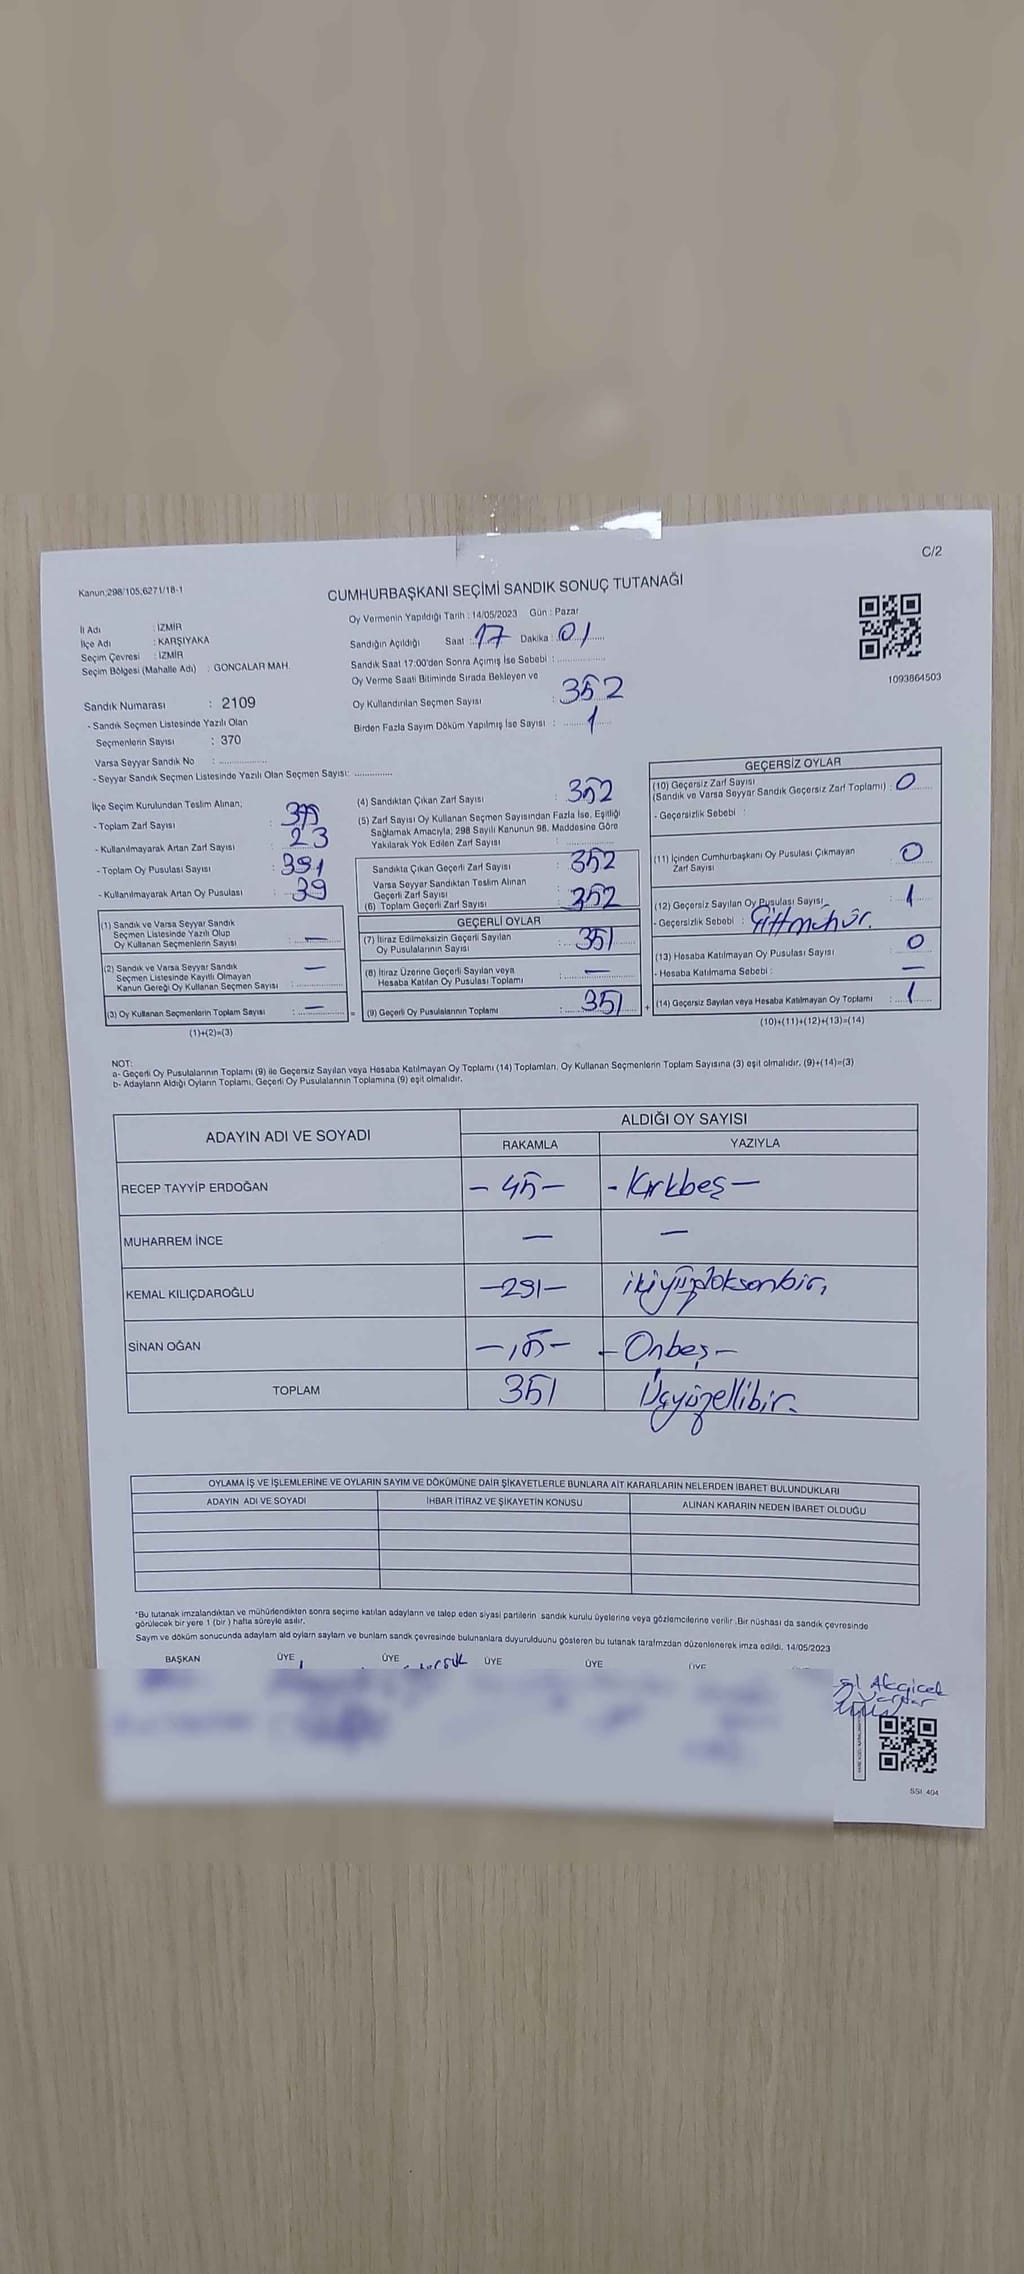 C/2
Kanun;298/105;6271/18-1
CUMHURBAŞKANI SEÇİMİ SANDIK SONUÇ TUTANAĞI
İl Adı : İZMİR
İlçe Adı : KARŞIYAKA
Seçim Çevresi : İZMİR
Seçim Bölgesi (Mahalle Adı) : GONCALAR MAH.
Oy Vermenin Yapıldığı Tarih : 14/05/2023 Gün : Pazar
Sandığın Açıldığı Saat : 17 Dakika : 01
Sandık Saat 17:00'den Sonra Açımış İse Sebebi :
Oy Verme Saati Bitiminde Sırada Bekleyen ve
Oy Kullandırılan Seçmen Sayısı : 352
Birden Fazla Sayım Döküm Yapılmış İse Sayısı : 1
1093864503
Sandık Numarası : 2109
- Sandık Seçmen Listesinde Yazılı Olan
Seçmenlerin Sayısı : 370
Varsa Seyyar Sandık No :
- Seyyar Sandık Seçmen Listesinde Yazılı Olan Seçmen Sayısı:
İlçe Seçim Kurulundan Teslim Alınan;
- Toplam Zarf Sayısı :
- Kullanılmayarak Artan Zarf Sayısı : 23
- Toplam Oy Pusulası Sayısı : 391
- Kullanılmayarak Artan Oy Pusulası : 39
(1) Sandık ve Varsa Seyyar Sandık
Seçmen Listesinde Yazılı Olup
Oy Kullanan Seçmenlerin Sayısı : —
(2) Sandık ve Varsa Seyyar Sandık
Seçmen Listesinde Kayıtlı Olmayan
Kanun Gereği Oy Kullanan Seçmen Sayısı : —
(3) Oy Kullanan Seçmenlerin Toplam Sayısı : —
(1)+(2)=(3)
(4) Sandıktan Çıkan Zarf Sayısı : 352
(5) Zarf Sayısı Oy Kullanan Seçmen Sayısından Fazla İse, Eşitliği
Sağlamak Amacıyla, 298 Sayılı Kanunun 98. Maddesine Göre
Yakılarak Yok Edilen Zarf Sayısı :
Sandıkta Çıkan Geçerli Zarf Sayısı : 352
Varsa Seyyar Sandıktan Teslim Alınan
Geçerli Zarf Sayısı :
(6) Toplam Geçerli Zarf Sayısı : 352
GEÇERLİ OYLAR
(7) İtiraz Edilmeksizin Geçerli Sayılan
Oy Pusulalarının Sayısı : 351
(8) İtiraz Üzerine Geçerli Sayılan veya
Hesaba Katılan Oy Pusulası Toplamı : —
(9) Geçerli Oy Pusulalarının Toplamı : 351
GEÇERSİZ OYLAR
(10) Geçersiz Zarf Sayısı
(Sandık ve Varsa Seyyar Sandık Geçersiz Zarf Toplamı) : 0
- Geçersizlik Sebebi :
(11) İçinden Cumhurbaşkanı Oy Pusulası Çıkmayan
Zarf Sayısı : 0
(12) Geçersiz Sayılan Oy Pusulası Sayısı : 1
- Geçersizlik Sebebi :
(13) Hesaba Katılmayan Oy Pusulası Sayısı : 0
- Hesaba Katılmama Sebebi : —
(14) Geçersiz Sayılan veya Hesaba Katılmayan Oy Toplamı : 1
(10)+(11)+(12)+(13)=(14)
NOT:
a- Geçerli Oy Pusulalarının Toplamı (9) ile Geçersiz Sayılan veya Hesaba Katılmayan Oy Toplamı (14) Toplamları, Oy Kullanan Seçmenlerin Toplam Sayısına (3) eşit olmalıdır. (9)+(14)=(3)
b- Adayların Aldığı Oyların Toplamı, Geçerli Oy Pusulalarının Toplamına (9) eşit olmalıdır.
ADAYIN ADI VE SOYADI ALDIĞI OY SAYISI
RAKAMLA YAZIYLA
RECEP TAYYİP ERDOĞAN — 45 — - Kırkbeş —
MUHARREM İNCE — —
KEMAL KILIÇDAROĞLU — 291 — ikiyüzdoksanbir
SİNAN OĞAN — 15 — - Onbeş —
TOPLAM 351 Üçyüzellibir
OYLAMA İŞ VE İŞLEMLERİNE VE OYLARIN SAYIM VE DÖKÜMÜNE DAİR ŞİKAYETLERLE BUNLARA AİT KARARLARIN NELERDEN İBARET BULUNDUKLARI
ADAYIN ADI VE SOYADI İHBAR İTİRAZ VE ŞİKAYETİN KONUSU ALINAN KARARIN NEDEN İBARET OLDUĞU
*Bu tutanak imzalandıktan ve mühürlendikten sonra seçime katılan adayların ve talep eden siyasi partilerin sandık kurulu üyelerine veya gözlemcilerine verilir. Bir nüshası da sandık çevresinde
görülecek bir yere 1 (bir ) hafta süreyle asılır.
Sayım ve döküm sonucunda adayların ald oyların sayları ve bunlam sandk çevresinde bulunanlara duyurulduunu gösteren bu tutanak tarafımzdan düzenlenerek imza edildi. 14/05/2023
BAŞKAN ÜYE ÜYE ÜYE ÜYE ÜYE
Akçiçek
SSI: 404